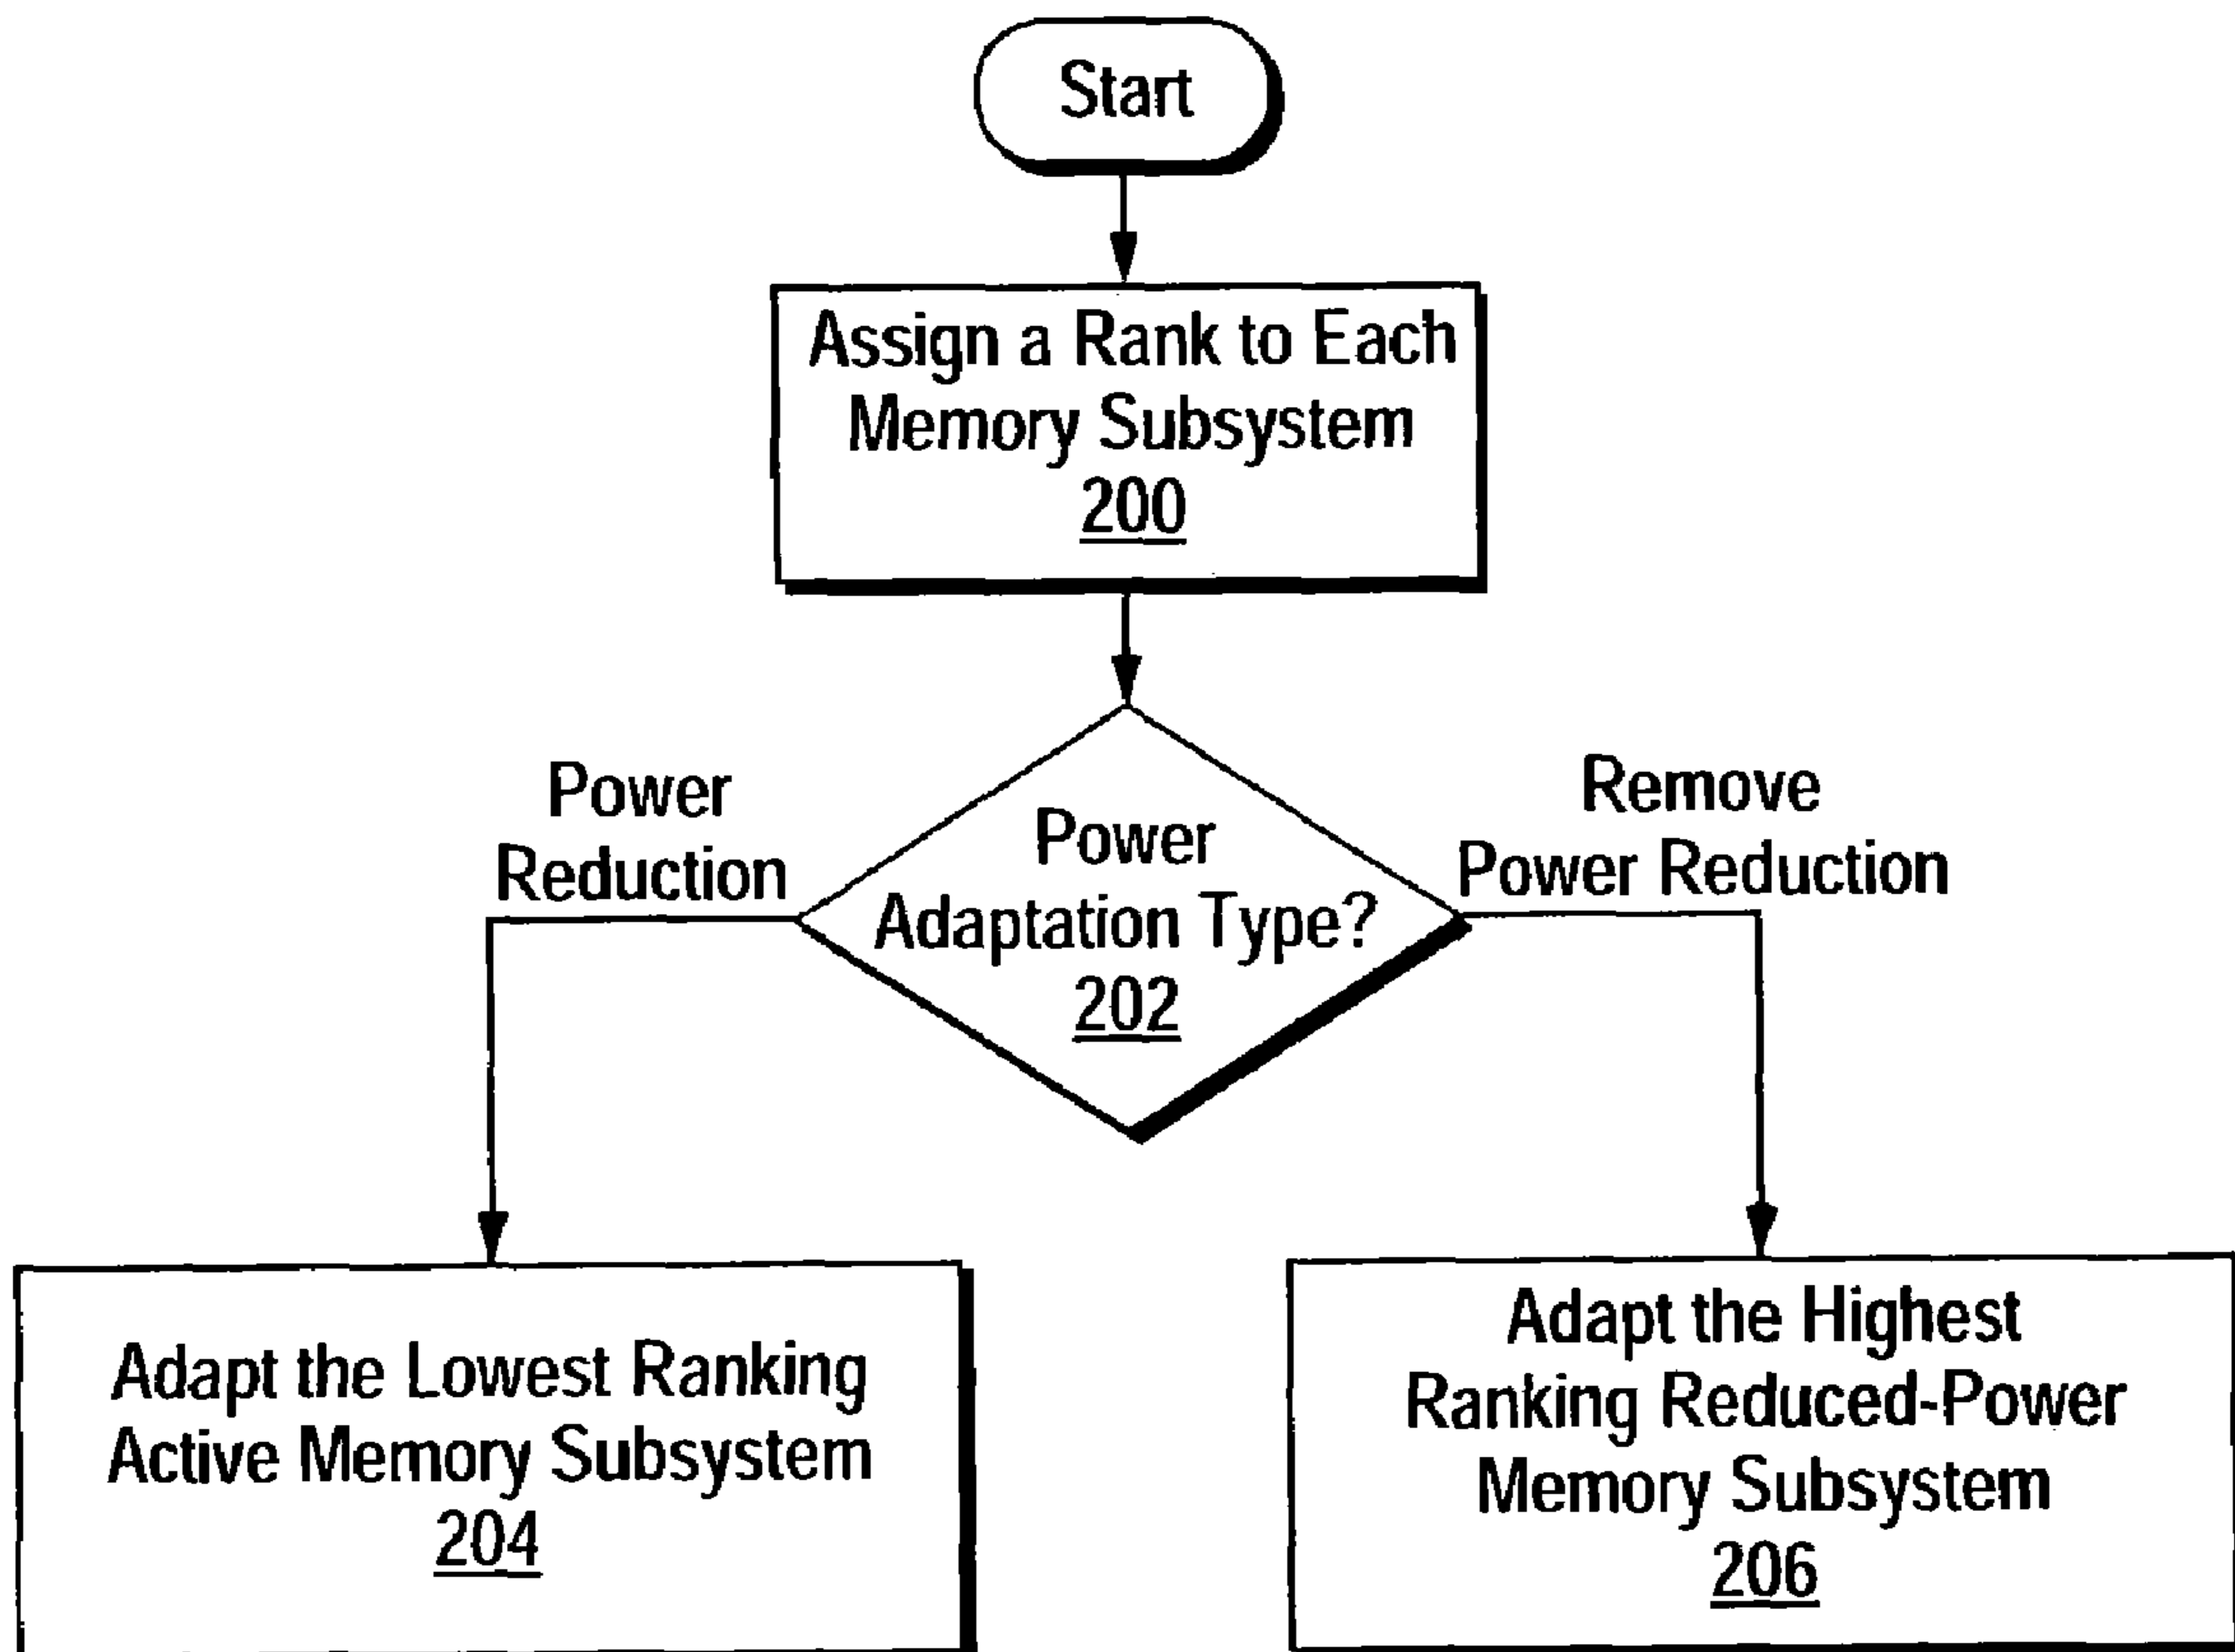 Start
Assign a Rank to Each
Memory Subsystem
200
Power
Reduction
Power
Adaptation Type?
202
Remove
Power Reduction
Adapt the Lowest Ranking
Active Memory Subsystem
204
Adapt the Highest
Ranking Reduced-Power
Memory Subsystem
206